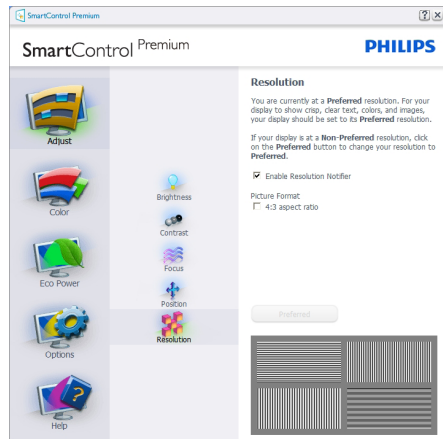 SmartControl Premium
SmartControl Premium
PHILIPS
Adjust
Color
Eco Power
Options
Help
Brightness
Contrast
Focus
Position
Resolution
Resolution
You are currently at a Preferred resolution. For your
display to show crisp, clear text, colors, and images,
your display should be set to its Preferred resolution.
If your display is at a Non-Preferred resolution, click
on the Preferred button to change your resolution to
Preferred.
Enable Resolution Notifier
Picture Format
4:3 aspect ratio
Preferred